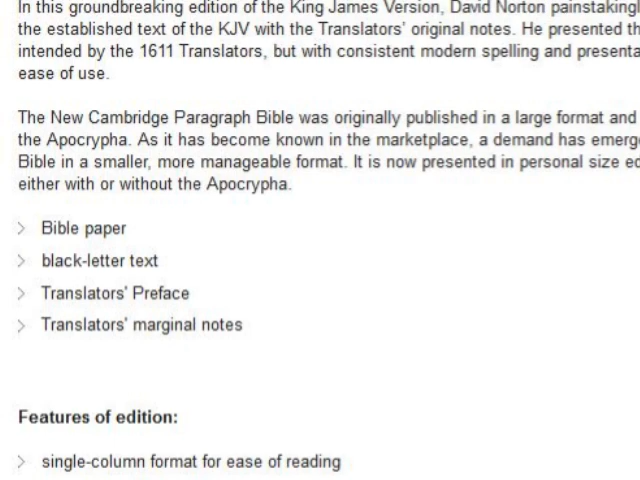 In this groundbreaking edition of the King James Version, David Norton
the established text of the KJV with the Translators' original notes. He presented
intended by the 1611 Translators, but with consistent modern spelling and
ease of use.
The New Cambridge Paragraph Bible was originally published in a large format and
the Apocrypha. As it has become known in the marketplace, a demand has
Bible in a smaller, more manageable format. It is now presented in personal size
either with or without the Apocrypha.
Bible paper
black-letter text
Translators' Preface
Translators' marginal notes
Features of edition:
single-column format for ease of reading